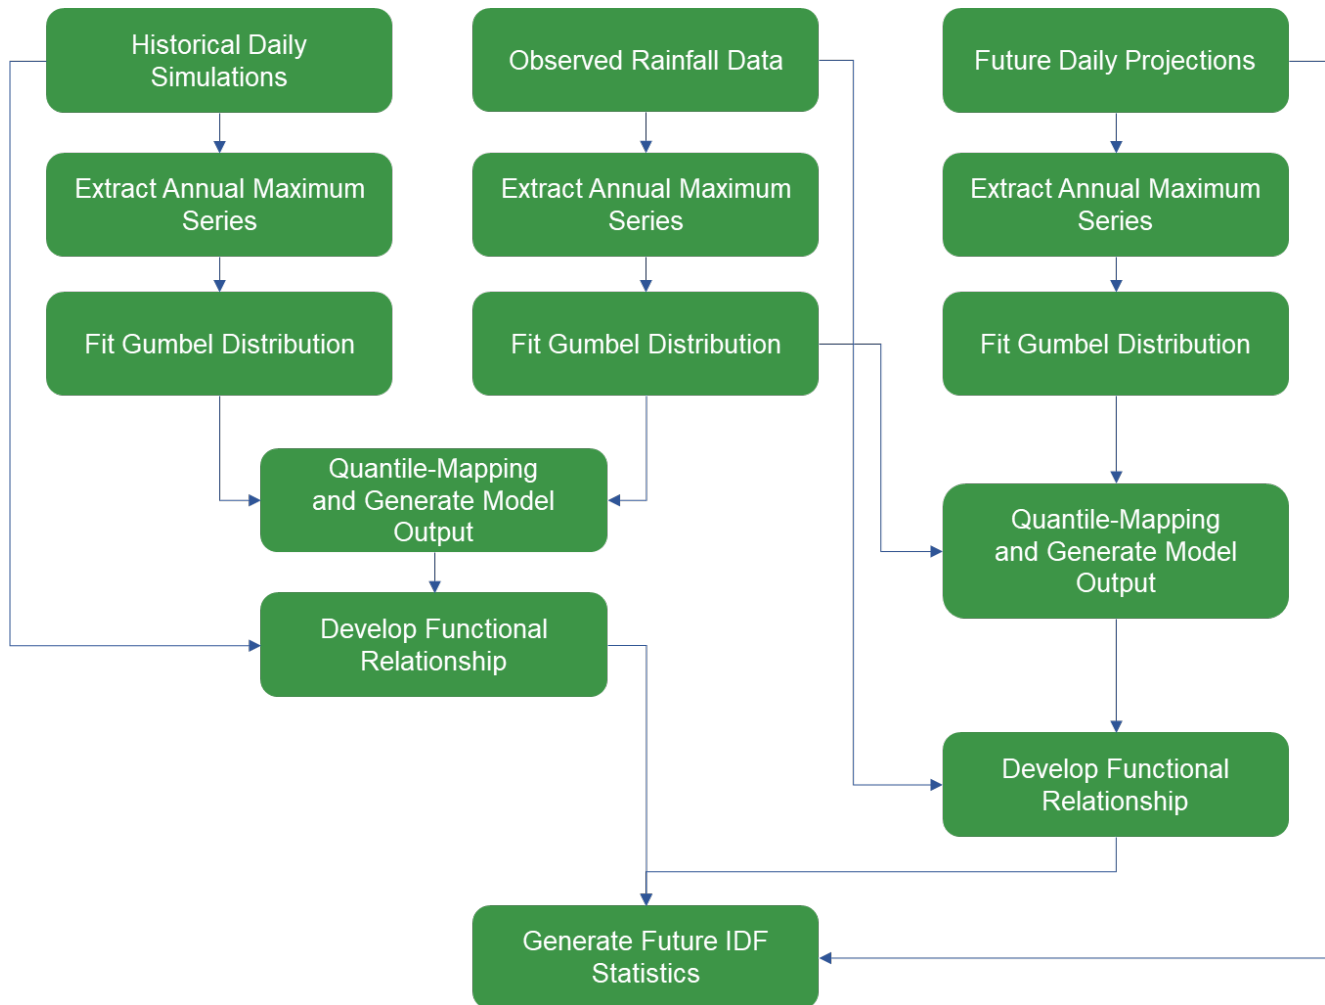 Historical Daily
Simulations
Observed Rainfall Data
Future Daily Projections
Extract Annual Maximum
Series
Extract Annual Maximum
Series
Extract Annual Maximum
Series
Fit Gumbel Distribution
Fit Gumbel Distribution
Fit Gumbel Distribution
Quantile-Mapping
and Generate Model
Output
Quantile-Mapping
and Generate Model
Output
Develop Functional
Relationship
Develop Functional
Relationship
Generate Future IDF
Statistics